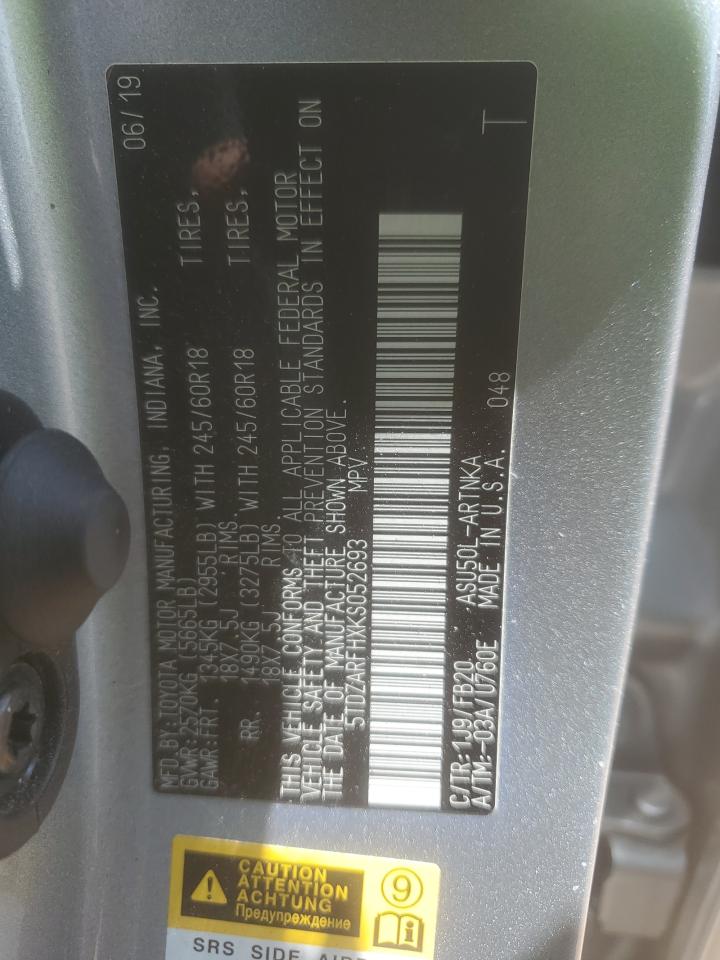 MFD.BY:TOYOTA MOTOR MANUFACTURING, INDIANA, INC. 06/19
GVWR:2570KG (5665LB)
GAWR:FRT. 1345KG (2955LB) WITH 245/60R18 TIRES,
18X7.5J RIMS.
RR. 1490KG (3275LB) WITH 245/60R18 TIRES,
18X7.5J RIMS.
THIS VEHICLE CONFORMS TO ALL APPLICABLE FEDERAL MOTOR
VEHICLE SAFETY AND THEFT PREVENTION STANDARDS IN EFFECT ON
THE DATE OF MANUFACTURE SHOWN ABOVE.
5TDZARFHXKS052693 MPV
C/TR:1J9/FB20 ASU50L-ARTNKA 048 T
A/TM:-03A/U760E MADE IN U.S.A.
CAUTION
ATTENTION
ACHTUNG
Предупреждение
9
SRS SIDE